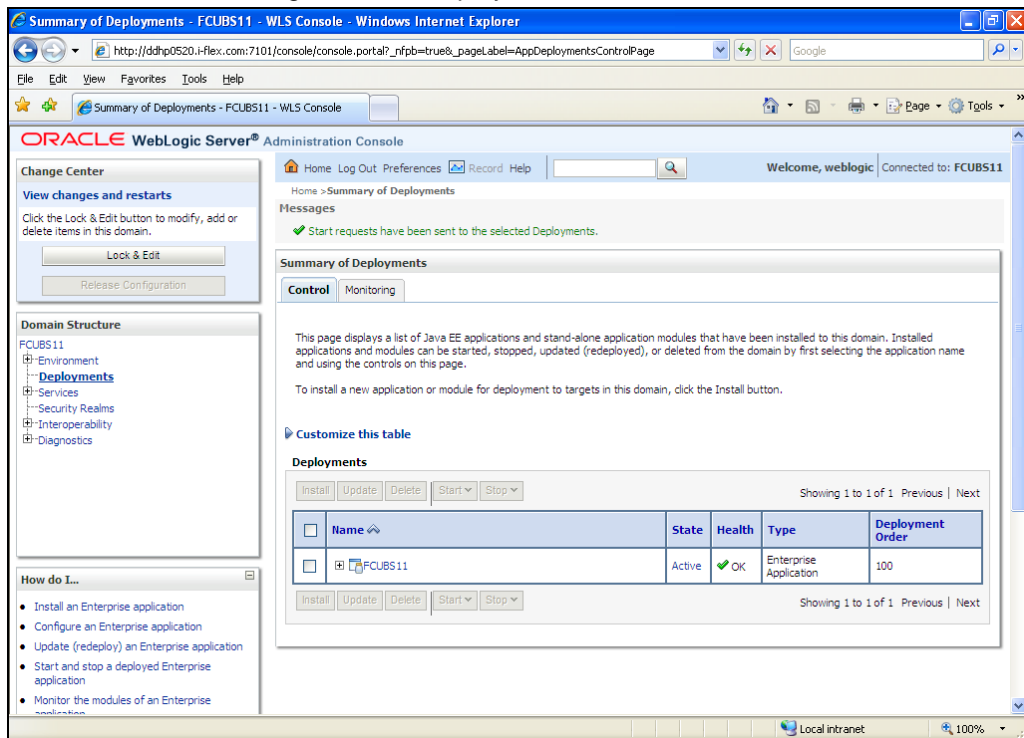 Summary of Deployments - FCUBS11 - WLS Console - Windows Internet Explorer
http://ddhp0520.i-flex.com:7101/console/console.portal?_nfpb=true&_pageLabel=AppDeploymentsControlPage
Google
File Edit View Favorites Tools Help
Summary of Deployments - FCUBS11 - WLS Console
Page Tools »
ORACLE WebLogic Server® Administration Console
Change Center
View changes and restarts
Click the Lock & Edit button to modify, add or
delete items in this domain.
Lock & Edit
Release Configuration
Domain Structure
FCUBS11
Environment
Deployments
Services
Security Realms
Interoperability
Diagnostics
How do I...
Install an Enterprise application
Configure an Enterprise application
Update (redeploy) an Enterprise application
Start and stop a deployed Enterprise
application
Monitor the modules of an Enterprise
application
Home Log Out Preferences Record Help
Welcome, weblogic Connected to: FCUBS11
Home >Summary of Deployments
Messages
Start requests have been sent to the selected Deployments.
Summary of Deployments
Control Monitoring
This page displays a list of Java EE applications and stand-alone application modules that have been installed to this domain. Installed
applications and modules can be started, stopped, updated (redeployed), or deleted from the domain by first selecting the application name
and using the controls on this page.
To install a new application or module for deployment to targets in this domain, click the Install button.
Customize this table
Deployments
Install Update Delete Start Stop
Showing 1 to 1 of 1 Previous | Next
Name State Health Type Deployment Order
FCUBS11 Active OK Enterprise Application 100
Install Update Delete Start Stop
Showing 1 to 1 of 1 Previous | Next
Local intranet 100%